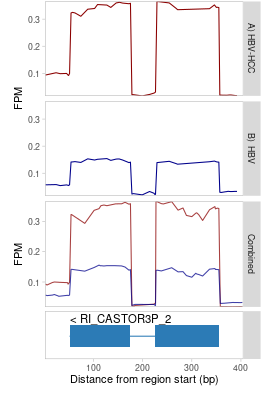 0.3
0.2
0.1
A) HBV-HCC
FPM
0.3
0.2
0.1
B) HBV
0.3
0.2
0.1
FPM
Combined
< RI_CASTOR3P_2
100 200 300 400
Distance from region start (bp)